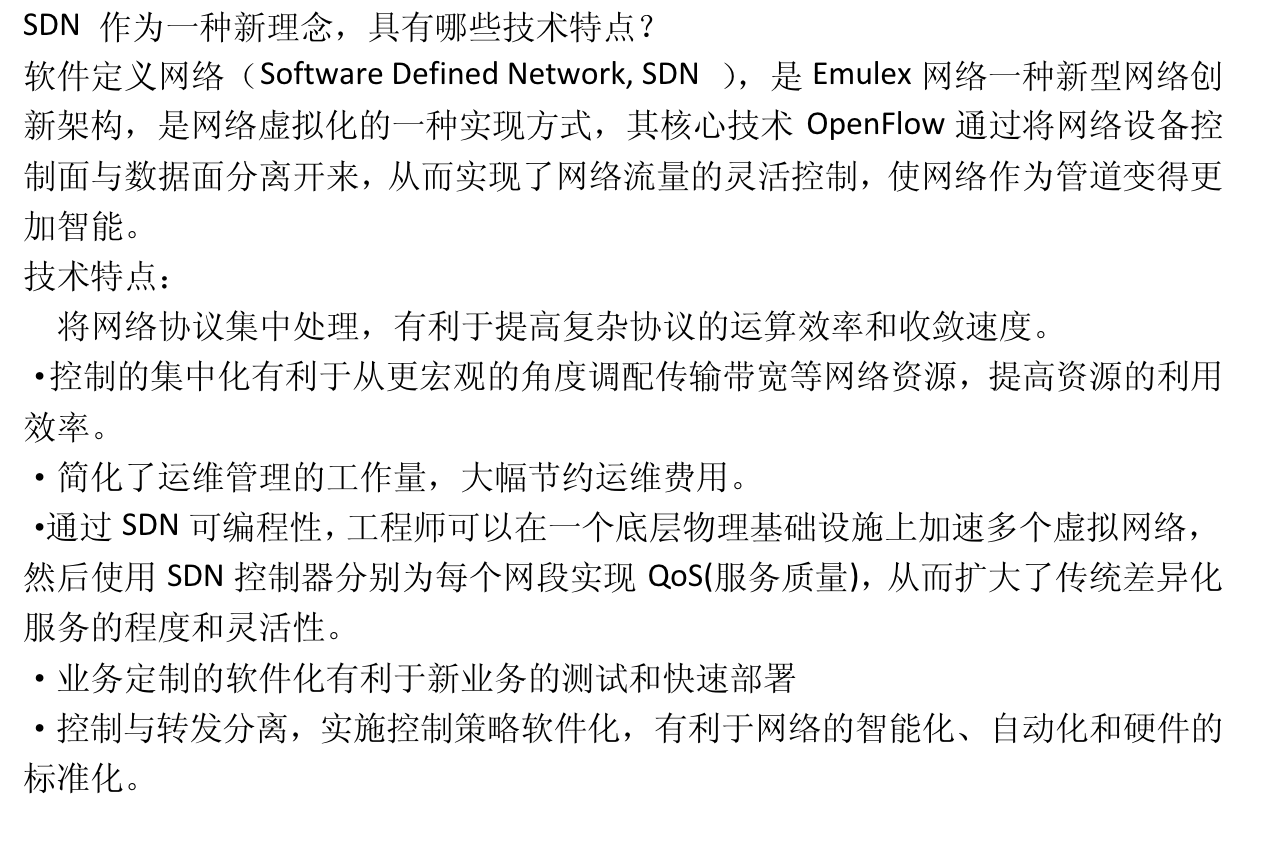 SDN 作为一种新理念，具有哪些技术特点？
软件定义网络（Software Defined Network, SDN ），是 Emulex 网络一种新型网络创
新架构，是网络虚拟化的一种实现方式，其核心技术 OpenFlow 通过将网络设备控
制面与数据面分离开来，从而实现了网络流量的灵活控制，使网络作为管道变得更
加智能。
技术特点：
将网络协议集中处理，有利于提高复杂协议的运算效率和收敛速度。
•控制的集中化有利于从更宏观的角度调配传输带宽等网络资源，提高资源的利用
效率。
• 简化了运维管理的工作量，大幅节约运维费用。
•通过 SDN 可编程性，工程师可以在一个底层物理基础设施上加速多个虚拟网络，
然后使用 SDN 控制器分别为每个网段实现 QoS(服务质量)，从而扩大了传统差异化
服务的程度和灵活性。
• 业务定制的软件化有利于新业务的测试和快速部署
• 控制与转发分离，实施控制策略软件化，有利于网络的智能化、自动化和硬件的
标准化。